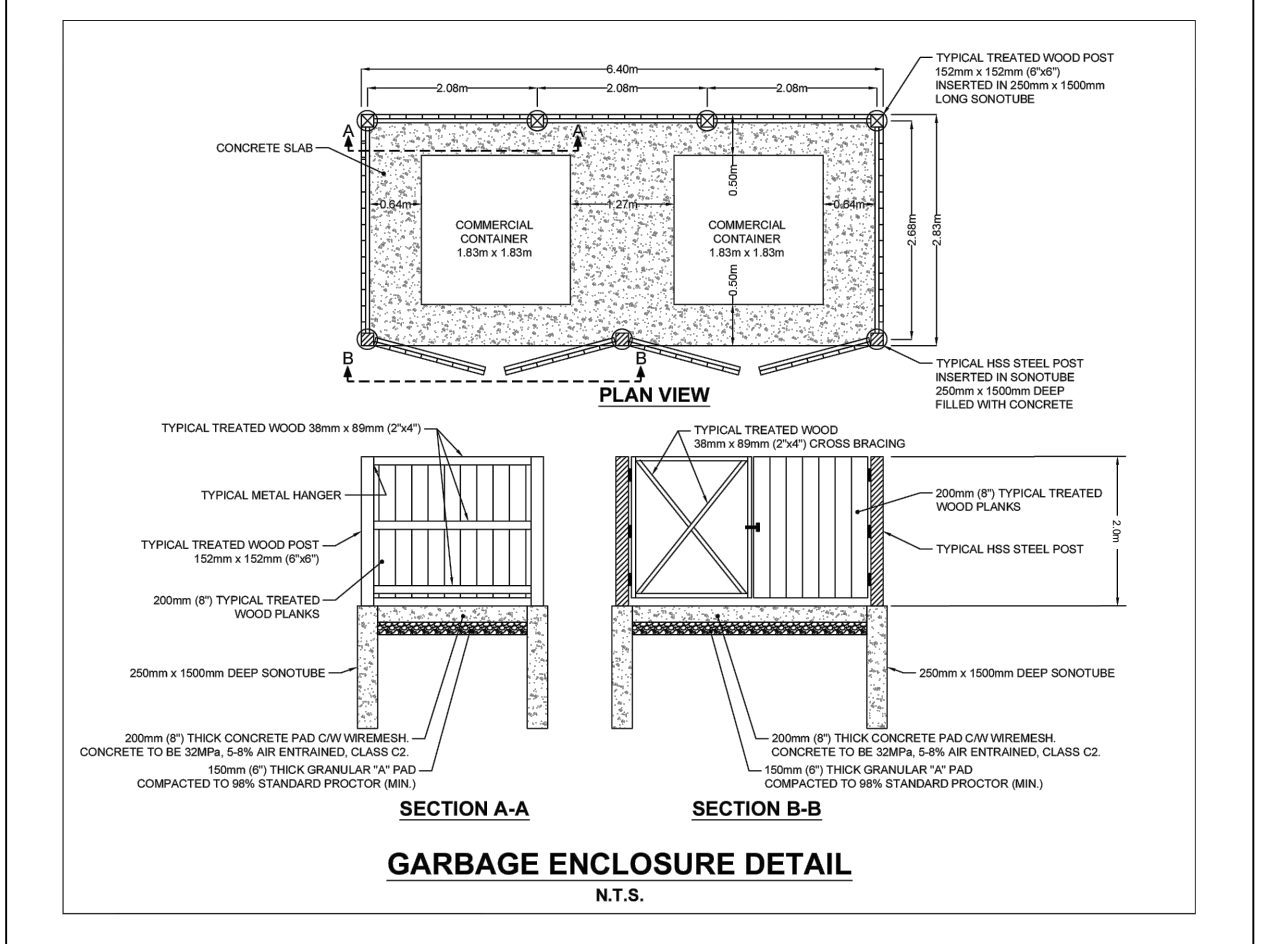 6.40m
2.08m
2.08m
2.08m
TYPICAL TREATED WOOD POST
152mm x 152mm (6"x6")
INSERTED IN 250mm x 1500mm
LONG SONOTUBE
A
A
CONCRETE SLAB
0.64m
1.27m
0.50m
0.64m
2.68m
2.83m
COMMERCIAL
CONTAINER
1.83m x 1.83m
COMMERCIAL
CONTAINER
1.83m x 1.83m
0.50m
B
B
PLAN VIEW
TYPICAL HSS STEEL POST
INSERTED IN SONOTUBE
250mm x 1500mm DEEP
FILLED WITH CONCRETE
TYPICAL TREATED WOOD 38mm x 89mm (2"x4")
TYPICAL METAL HANGER
TYPICAL TREATED WOOD POST
152mm x 152mm (6"x6")
200mm (8") TYPICAL TREATED
WOOD PLANKS
250mm x 1500mm DEEP SONOTUBE
200mm (8") THICK CONCRETE PAD C/W WIREMESH.
CONCRETE TO BE 32MPa, 5-8% AIR ENTRAINED, CLASS C2.
150mm (6") THICK GRANULAR "A" PAD
COMPACTED TO 98% STANDARD PROCTOR (MIN.)
SECTION A-A
TYPICAL TREATED WOOD
38mm x 89mm (2"x4") CROSS BRACING
200mm (8") TYPICAL TREATED
WOOD PLANKS
2.0m
TYPICAL HSS STEEL POST
250mm x 1500mm DEEP SONOTUBE
200mm (8") THICK CONCRETE PAD C/W WIREMESH.
CONCRETE TO BE 32MPa, 5-8% AIR ENTRAINED, CLASS C2.
150mm (6") THICK GRANULAR "A" PAD
COMPACTED TO 98% STANDARD PROCTOR (MIN.)
SECTION B-B
GARBAGE ENCLOSURE DETAIL
N.T.S.